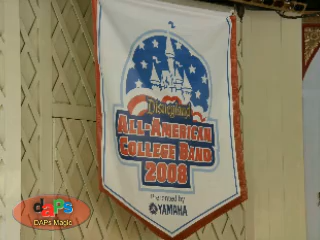 Disneyland
ALL-AMERICAN
COLLEGE BAND
2008
Presented by
YAMAHA
daPs
DAPs Magic